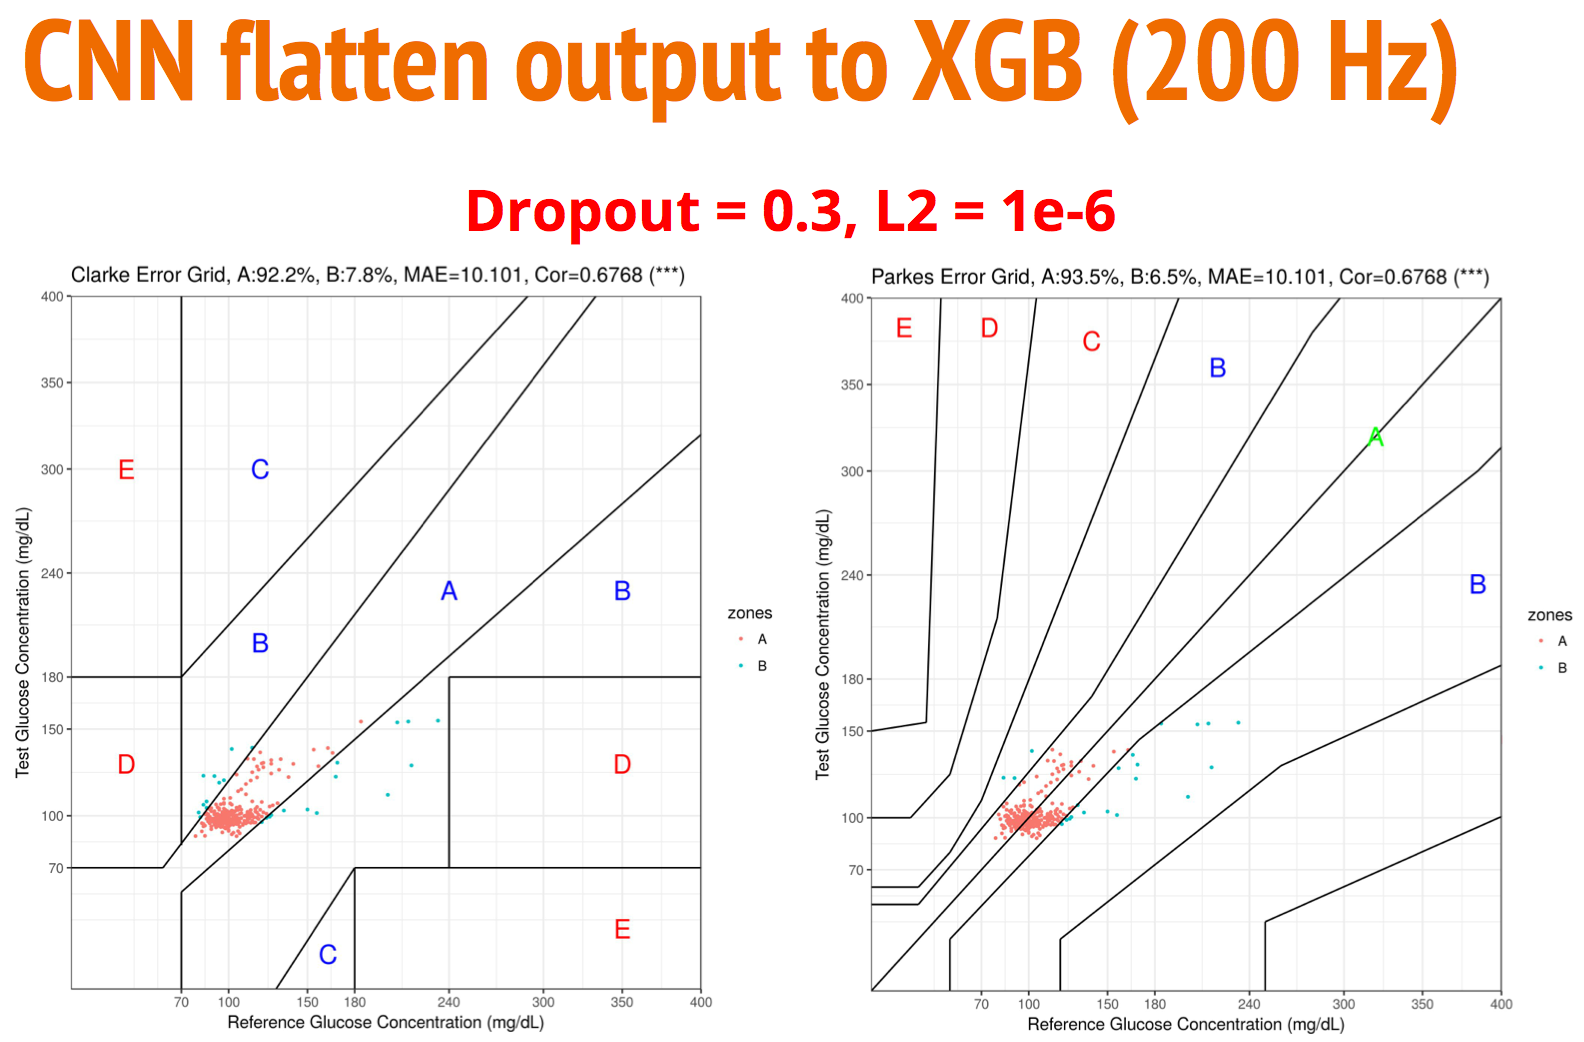 CNN flatten output to XGB (200 Hz)
Dropout = 0.3, L2 = 1e-6
Clarke Error Grid, A:92.2%, B:7.8%, MAE=10.101, Cor=0.6768 (***)
400
350
300
240
180
150
100
70
Test Glucose Concentration (mg/dL)
E
C
B
A
B
D
D
C
E
70 100 150 180 240 300 350 400
Reference Glucose Concentration (mg/dL)
zones
A
B
Parkes Error Grid, A:93.5%, B:6.5%, MAE=10.101, Cor=0.6768 (***)
400
350
300
240
180
150
100
70
Test Glucose Concentration (mg/dL)
E
D
C
B
A
B
70 100 150 180 240 300 350 400
Reference Glucose Concentration (mg/dL)
zones
A
B